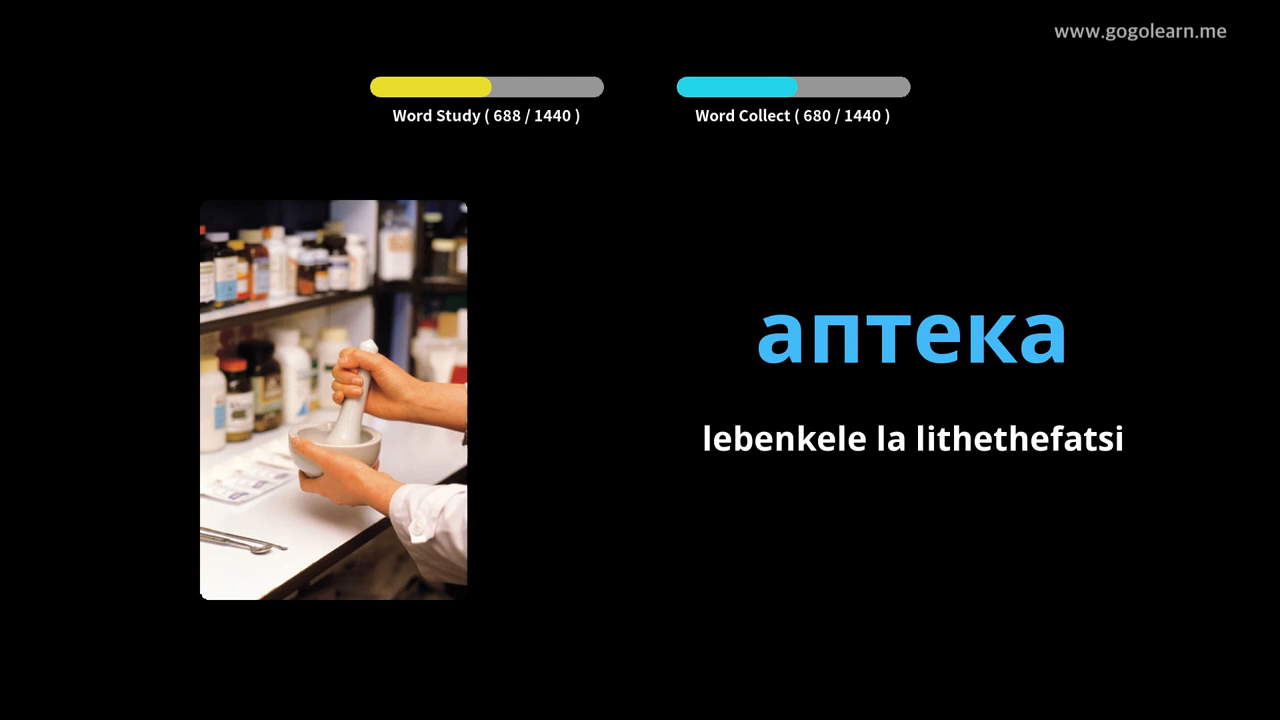 www.gogolearn.me
Word Study ( 688 / 1440 )
Word Collect ( 680 / 1440 )
аптека
lebenkele la lithethefatsi